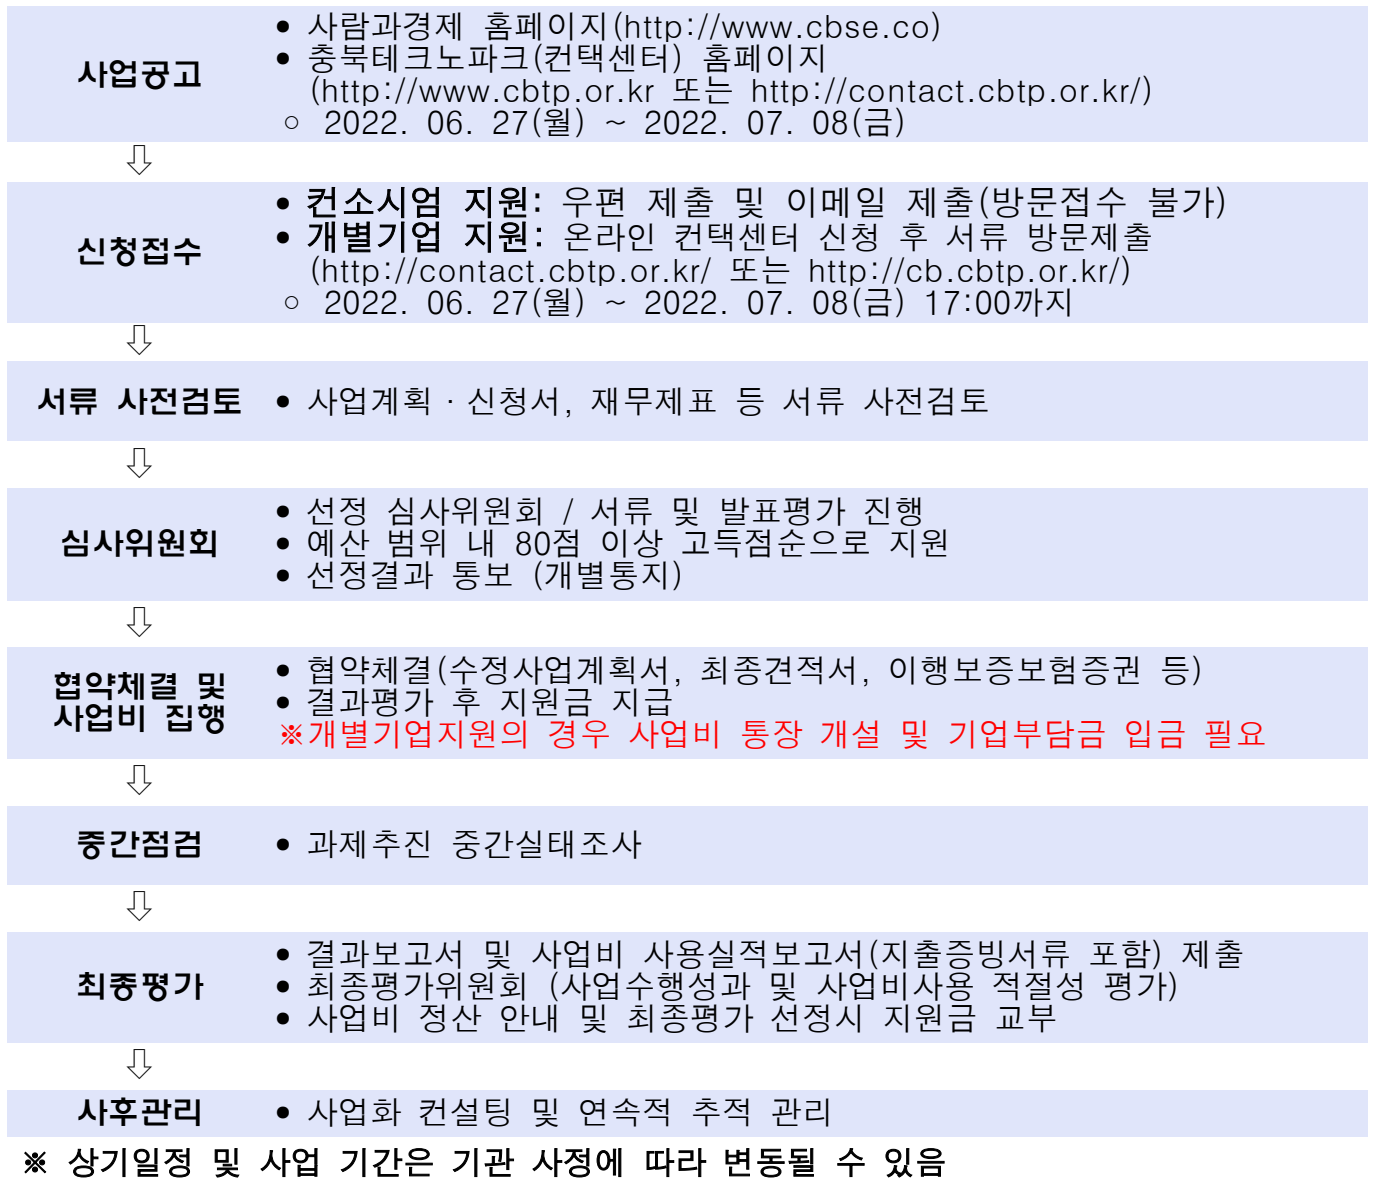 사업공고
• 사람과경제 홈페이지(http://www.cbse.co)
• 충북테크노파크(컨택센터) 홈페이지
(http://www.cbtp.or.kr 또는 http://contact.cbtp.or.kr/)
○ 2022. 06. 27(월) ~ 2022. 07. 08(금)
⇩
신청접수
• 컨소시엄 지원: 우편 제출 및 이메일 제출(방문접수 불가)
• 개별기업 지원: 온라인 컨택센터 신청 후 서류 방문제출
(http://contact.cbtp.or.kr/ 또는 http://cb.cbtp.or.kr/)
○ 2022. 06. 27(월) ~ 2022. 07. 08(금) 17:00까지
⇩
서류 사전검토
• 사업계획·신청서, 재무제표 등 서류 사전검토
⇩
심사위원회
• 선정 심사위원회 / 서류 및 발표평가 진행
• 예산 범위 내 80점 이상 고득점순으로 지원
• 선정결과 통보 (개별통지)
⇩
협약체결 및
사업비 집행
• 협약체결(수정사업계획서, 최종견적서, 이행보증보험증권 등)
• 결과평가 후 지원금 지급
※개별기업지원의 경우 사업비 통장 개설 및 기업부담금 입금 필요
⇩
중간점검
• 과제추진 중간실태조사
⇩
최종평가
• 결과보고서 및 사업비 사용실적보고서(지출증빙서류 포함) 제출
• 최종평가위원회 (사업수행성과 및 사업비사용 적절성 평가)
• 사업비 정산 안내 및 최종평가 선정시 지원금 교부
⇩
사후관리
• 사업화 컨설팅 및 연속적 추적 관리
※ 상기일정 및 사업 기간은 기관 사정에 따라 변동될 수 있음